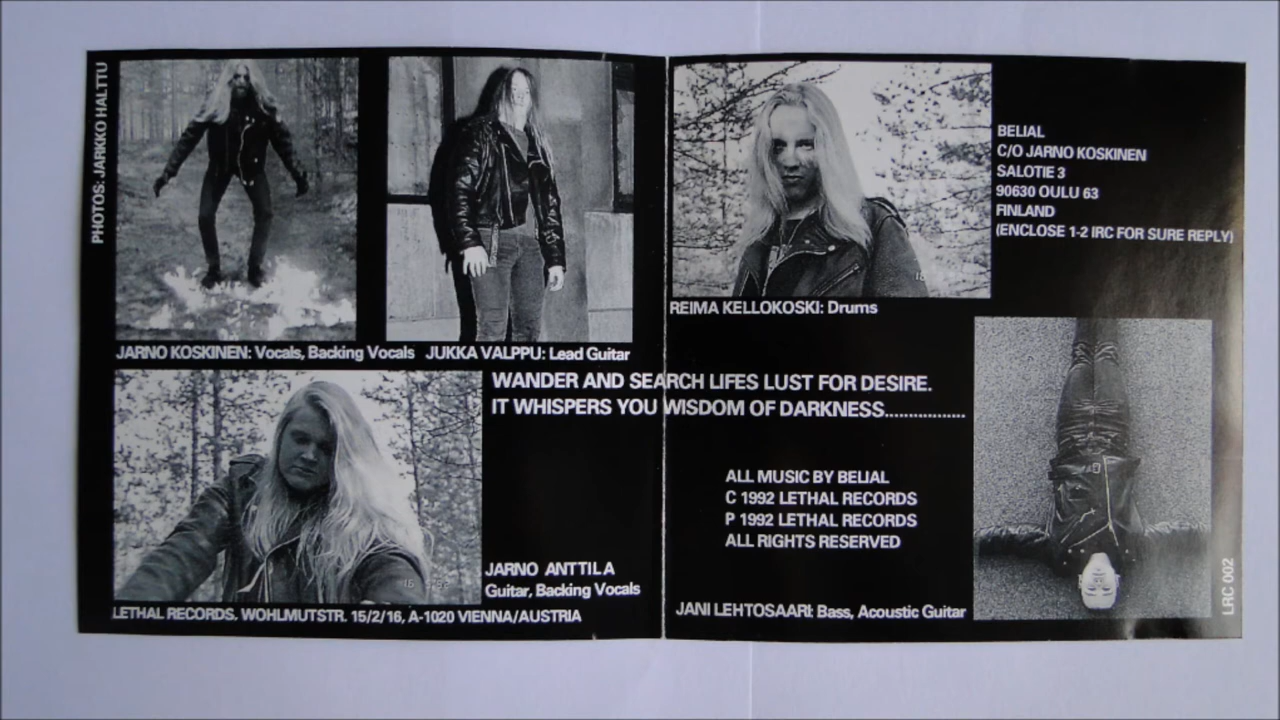 PHOTOS: JARKKO HALTTU
JARNO KOSKINEN: Vocals, Backing Vocals
JUKKA VALPPU: Lead Guitar
REIMA KELLOKOSKI: Drums
BELIAL
C/O JARNO KOSKINEN
SALOTIE 3
90630 OULU 63
FINLAND
(ENCLOSE 1-2 IRC FOR SURE REPLY)
WANDER AND SEARCH LIFES LUST FOR DESIRE.
IT WHISPERS YOU WISDOM OF DARKNESS.................
JARNO ANTTILA
Guitar, Backing Vocals
LETHAL RECORDS. WOHLMUTSTR. 15/2/16, A-1020 VIENNA/AUSTRIA
ALL MUSIC BY BELIAL
C 1992 LETHAL RECORDS
P 1992 LETHAL RECORDS
ALL RIGHTS RESERVED
JANI LEHTOSAARI: Bass, Acoustic Guitar
LRC 002